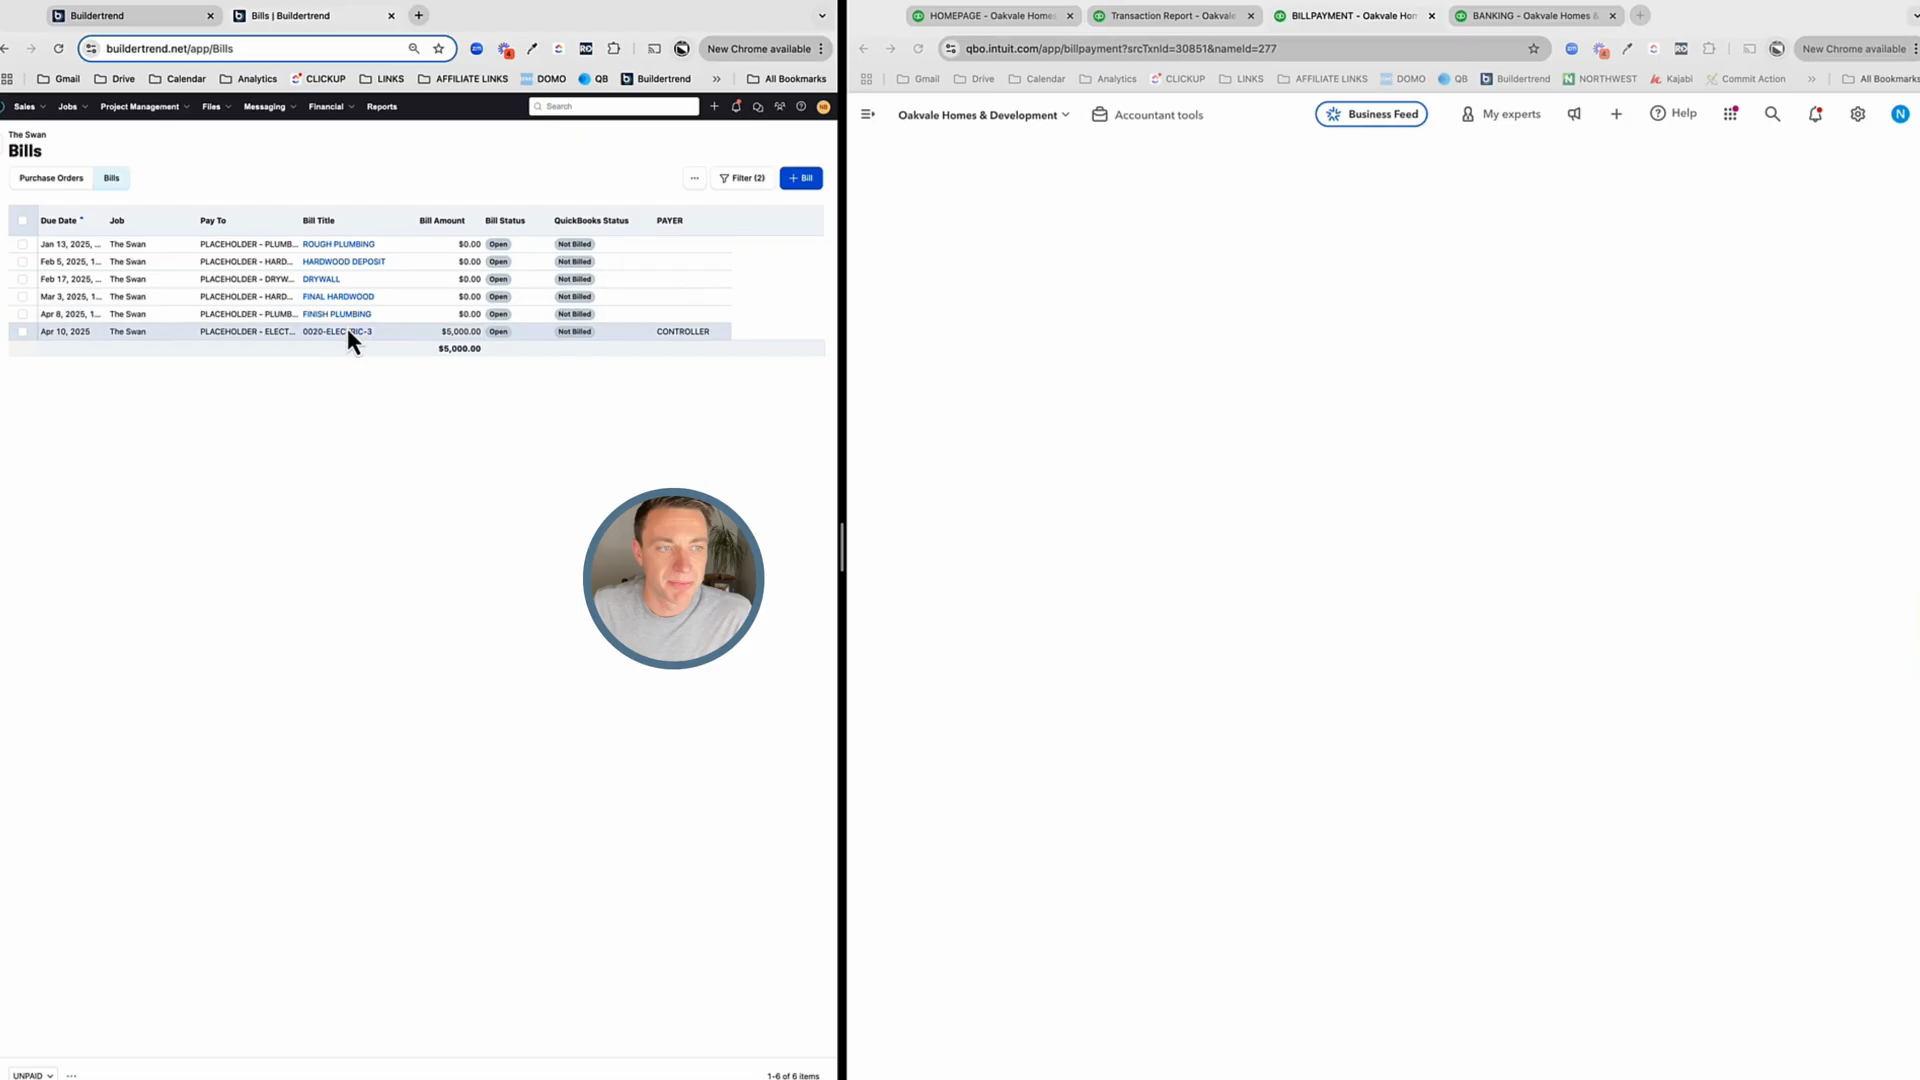 Buildertrend
Bills | Buildertrend
buildertrend.net/app/Bills
New Chrome available
Gmail Drive Calendar Analytics CLICKUP LINKS AFFILIATE LINKS DOMO QB Buildertrend » All Bookmarks
Sales Jobs Project Management Files Messaging Financial Reports Search
The Swan
Bills
Purchase Orders Bills
Filter (2) + Bill
Due Date Job Pay To Bill Title Bill Amount Bill Status QuickBooks Status PAYER
Jan 13, 2025, ... The Swan PLACEHOLDER - PLUMB... ROUGH PLUMBING $0.00 Open Not Billed
Feb 5, 2025, 1... The Swan PLACEHOLDER - HARD... HARDWOOD DEPOSIT $0.00 Open Not Billed
Feb 17, 2025, ... The Swan PLACEHOLDER - DRYW... DRYWALL $0.00 Open Not Billed
Mar 3, 2025, 1... The Swan PLACEHOLDER - HARD... FINAL HARDWOOD $0.00 Open Not Billed
Apr 8, 2025, 1... The Swan PLACEHOLDER - PLUMB... FINISH PLUMBING $0.00 Open Not Billed
Apr 10, 2025 The Swan PLACEHOLDER - ELECT... $5,000.00 Open Not Billed CONTROLLER
$5,000.00
UNPAID ... 1-6 of 6 items
HOMEPAGE - Oakvale Homes
Transaction Report - Oakvale
BILLPAYMENT - Oakvale Hom
BANKING - Oakvale Homes &
qbo.intuit.com/app/billpayment?srcTxnId=30851&nameId=277
New Chrome available
Gmail Drive Calendar Analytics CLICKUP LINKS AFFILIATE LINKS DOMO QB Buildertrend NORTHWEST Kajabi Commit Action » All Bookmarks
Oakvale Homes & Development Accountant tools Business Feed My experts Help N